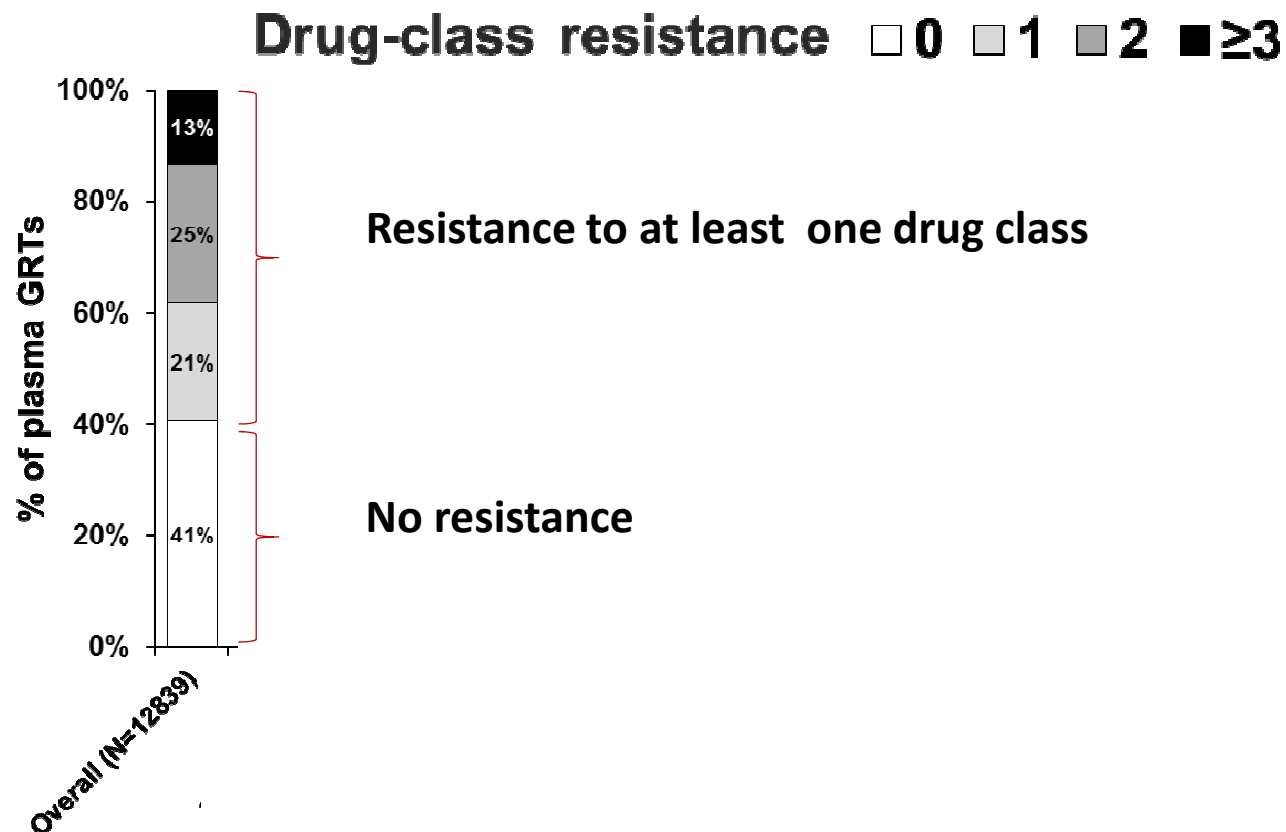 Drug-class resistance 0 1 2 ≥3
100%
80%
60%
40%
20%
0%
% of plasma GRTs
13%
25%
21%
41%
Resistance to at least one drug class
No resistance
Overall (N=12839)